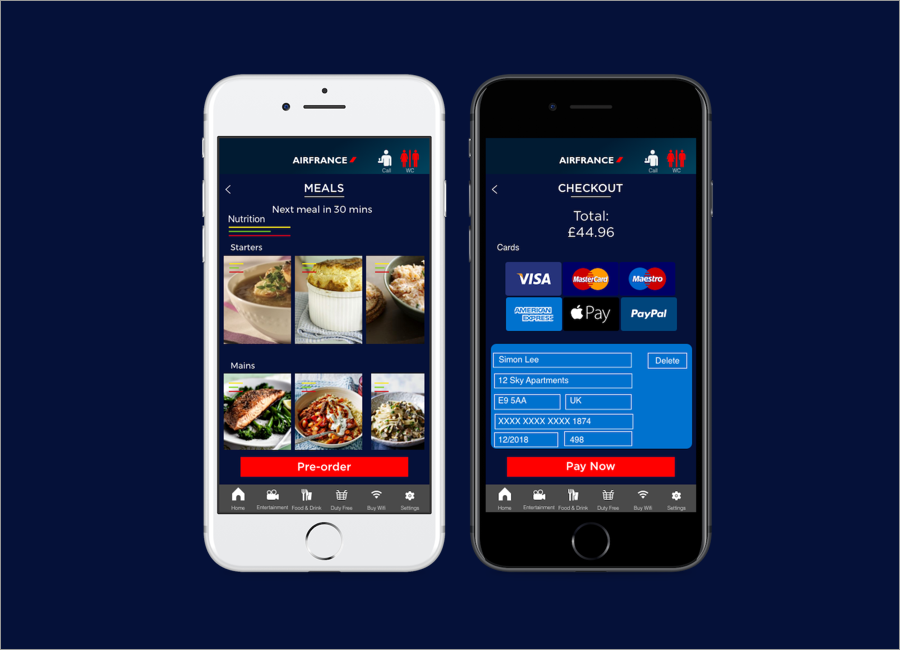 AIRFRANCE
Call
WC
MEALS
Next meal in 30 mins
Nutrition
Starters
Mains
Pre-order
Home
Entertainment
Food & Drink
Duty Free
Buy Wifi
Settings
AIRFRANCE
Call
WC
CHECKOUT
Total:
£44.96
Cards
VISA
MasterCard
Maestro
AMERICAN
EXPRESS
Pay
PayPal
Simon Lee
Delete
12 Sky Apartments
E9 5AA
UK
XXXX XXXX XXXX 1874
12/2018
498
Pay Now
Home
Entertainment
Food & Drink
Duty Free
Buy Wifi
Settings